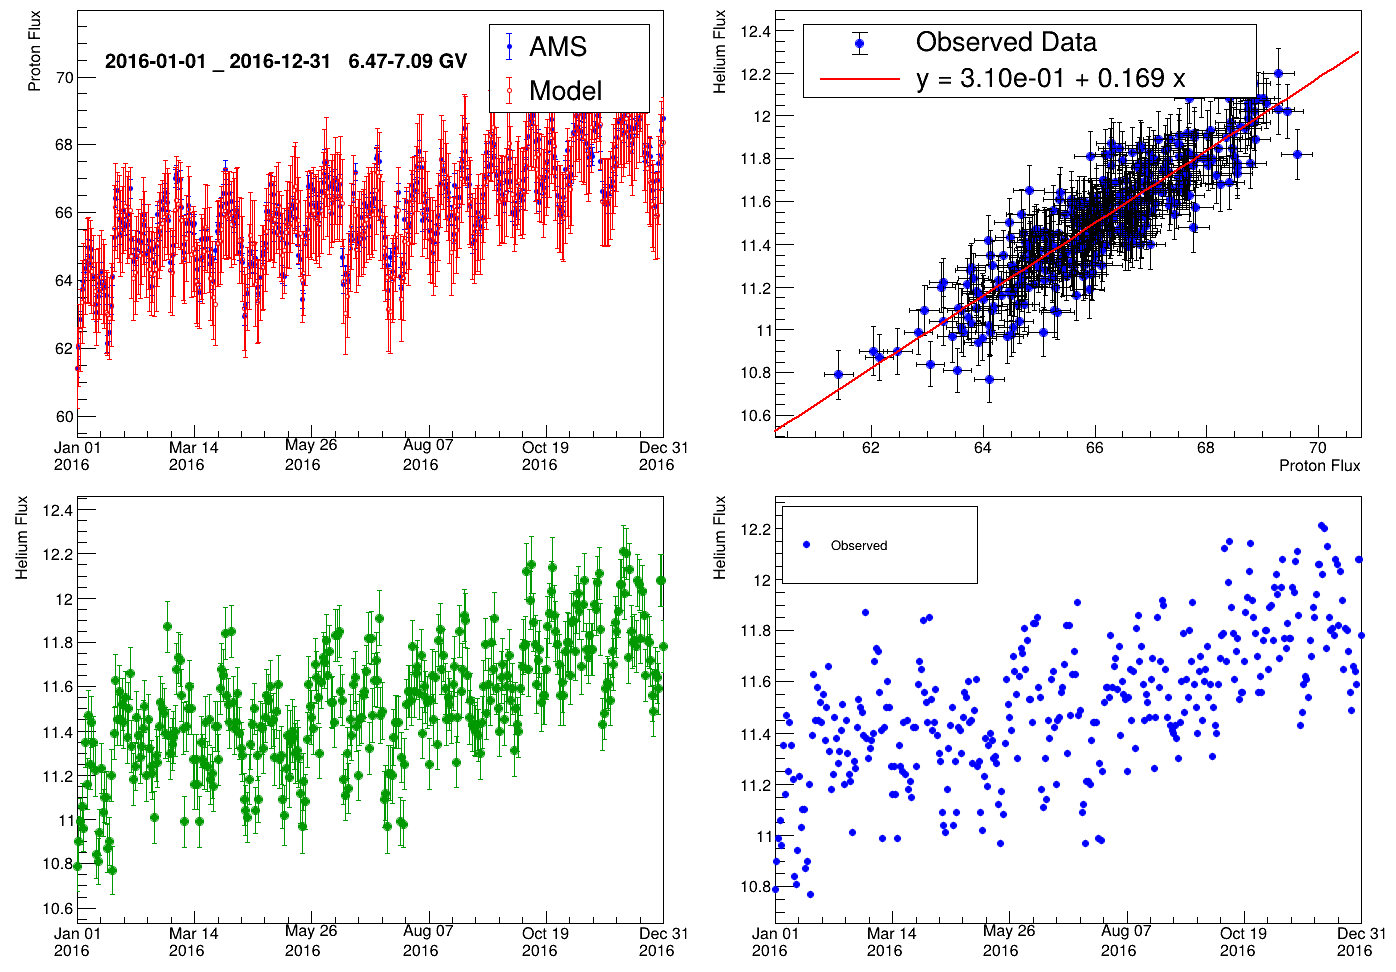 Proton Flux
2016-01-01 _ 2016-12-31 6.47-7.09 GV
AMS
Model
70
68
66
64
62
60
Jan 01
2016
Mar 14
2016
May 26
2016
Aug 07
2016
Oct 19
2016
Dec 31
2016
Helium Flux
Observed Data
y = 3.10e-01 + 0.169 x
12.4
12.2
12
11.8
11.6
11.4
11.2
11
10.8
10.6
62
64
66
68
70
Proton Flux
Helium Flux
12.4
12.2
12
11.8
11.6
11.4
11.2
11
10.8
10.6
Jan 01
2016
Mar 14
2016
May 26
2016
Aug 07
2016
Oct 19
2016
Dec 31
2016
Helium Flux
Observed
12.2
12
11.8
11.6
11.4
11.2
11
10.8
Jan 01
2016
Mar 14
2016
May 26
2016
Aug 07
2016
Oct 19
2016
Dec 31
2016